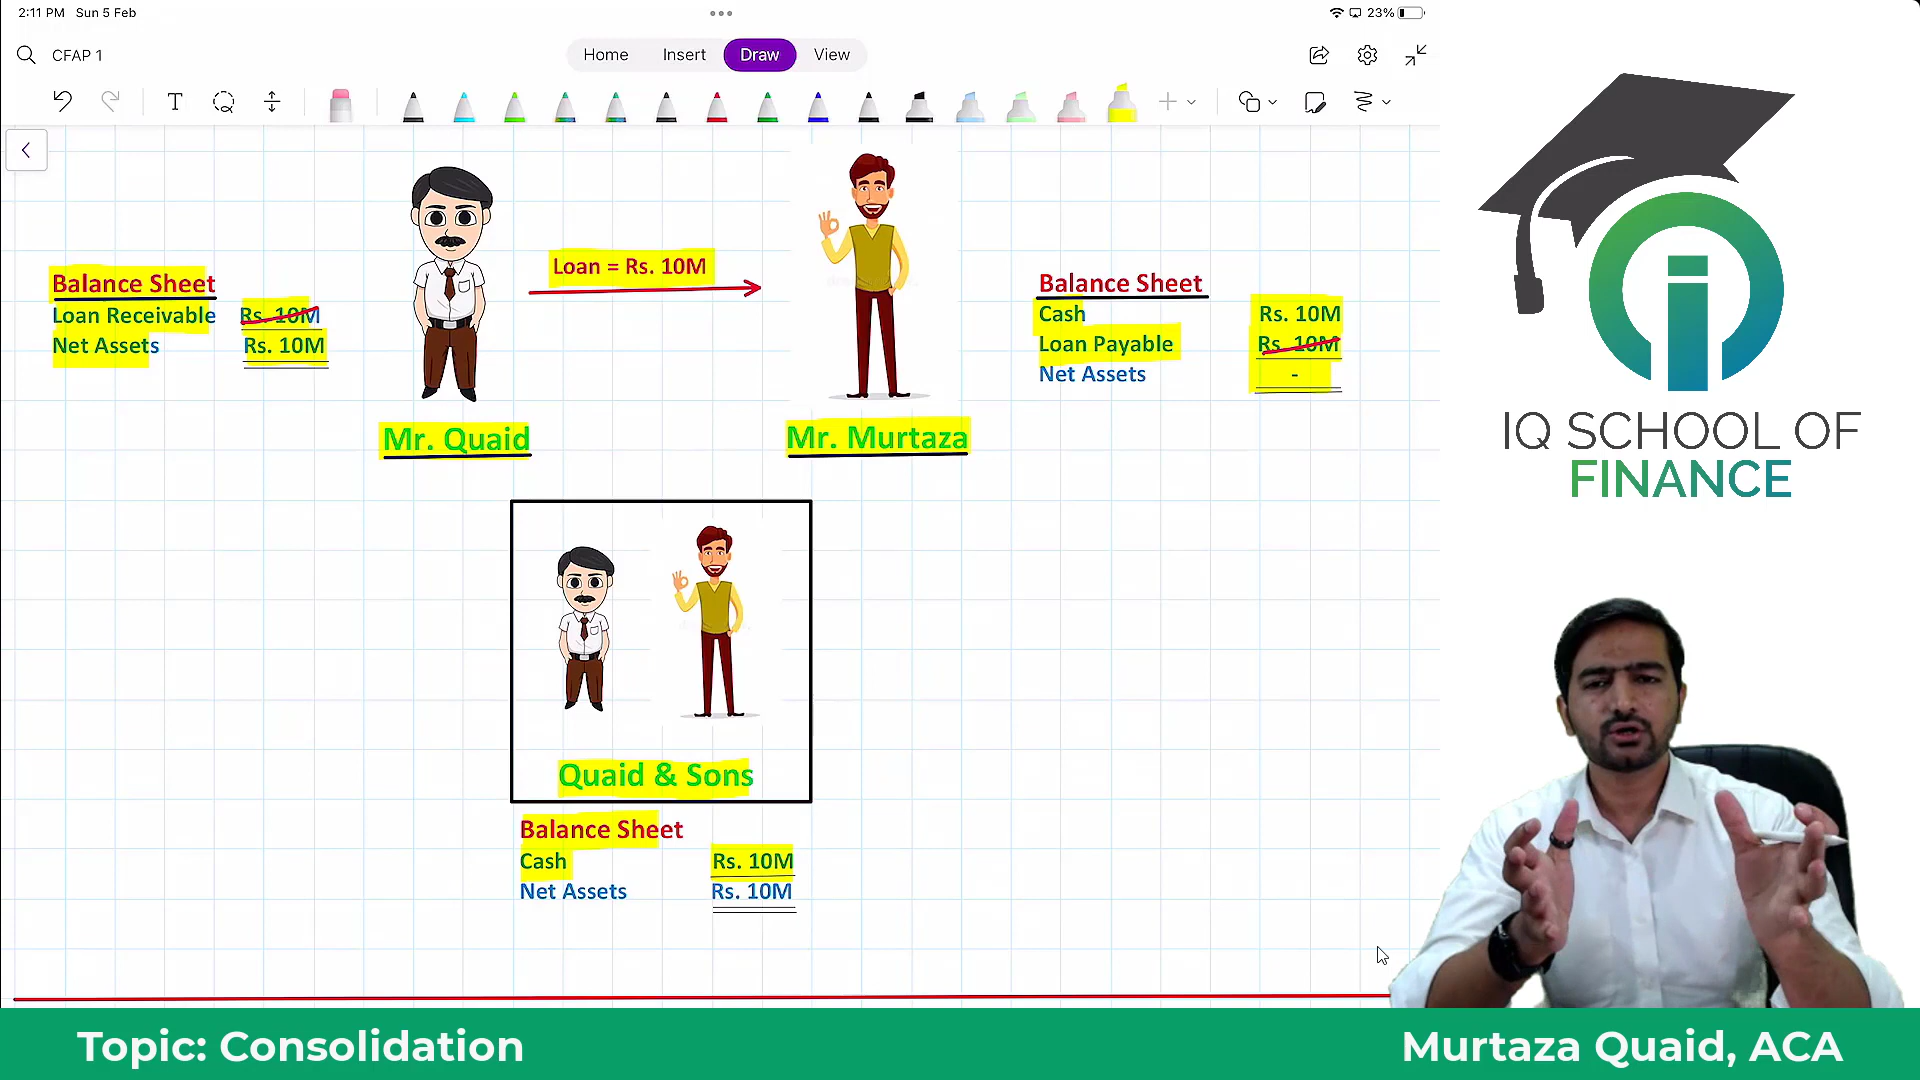 2:11 PM Sun 5 Feb
23%
CFAP 1
Home Insert Draw View
T
Loan = Rs. 10M
Balance Sheet
Loan Receivable Rs. 10M
Net Assets Rs. 10M
Balance Sheet
Cash Rs. 10M
Loan Payable Rs. 10M
Net Assets -
Mr. Quaid
Mr. Murtaza
Quaid & Sons
Balance Sheet
Cash Rs. 10M
Net Assets Rs. 10M
IQ SCHOOL OF
FINANCE
Topic: Consolidation
Murtaza Quaid, ACA